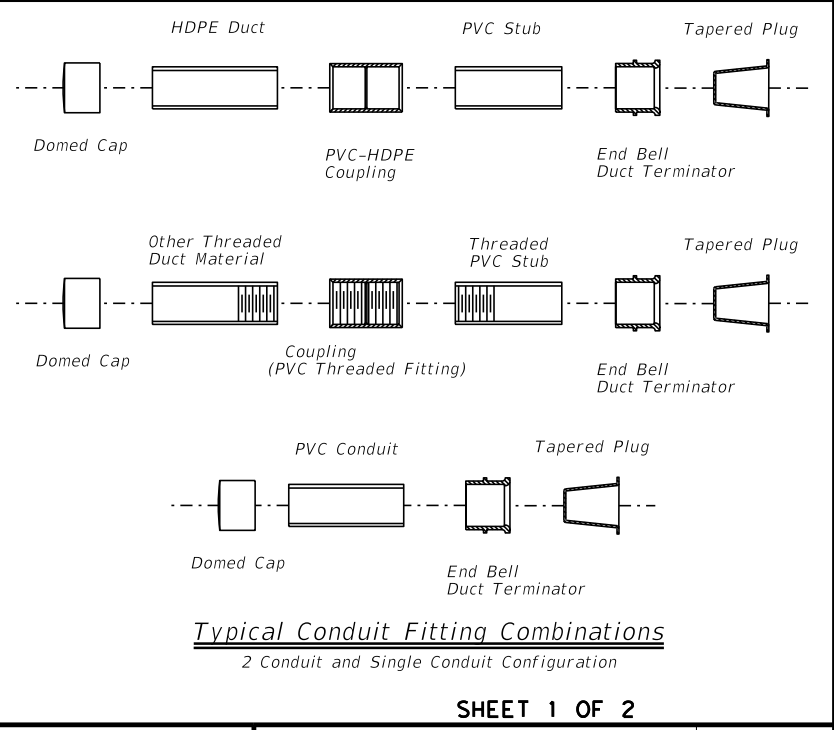 HDPE Duct
PVC Stub
Tapered Plug
Domed Cap
PVC-HDPE
Coupling
End Bell
Duct Terminator
Other Threaded
Duct Material
Threaded
PVC Stub
Tapered Plug
Domed Cap
Coupling
(PVC Threaded Fitting)
End Bell
Duct Terminator
PVC Conduit
Tapered Plug
Domed Cap
End Bell
Duct Terminator
Typical Conduit Fitting Combinations
2 Conduit and Single Conduit Configuration
SHEET 1 OF 2